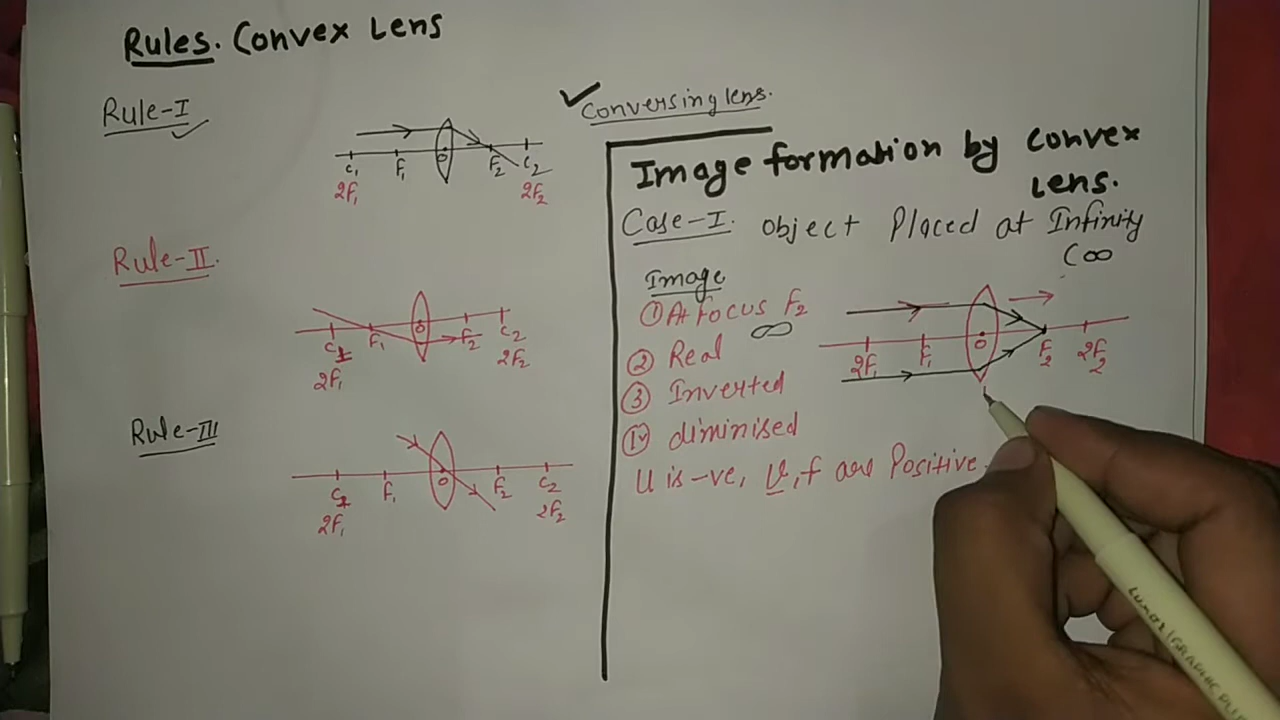 Rules. Convex Lens
Rule-I
Conversing lens.
C₁ F₁ O F₂ C₂
2F₁ 2F₂
Rule-II.
C₁ F₁ O F₂ C₂
2F₁ 2F₂
Rule-III
C₁ F₁ O F₂ C₂
2F₁ 2F₂
Image formation by convex
lens.
Case-I. object Placed at Infinity
(∞
Image
① At Focus F₂
∞
② Real
③ Inverted
④ diminised
U is -ve, v, f are Positive.
2F₁ F₁ O F₂ 2F₂
LUXOR